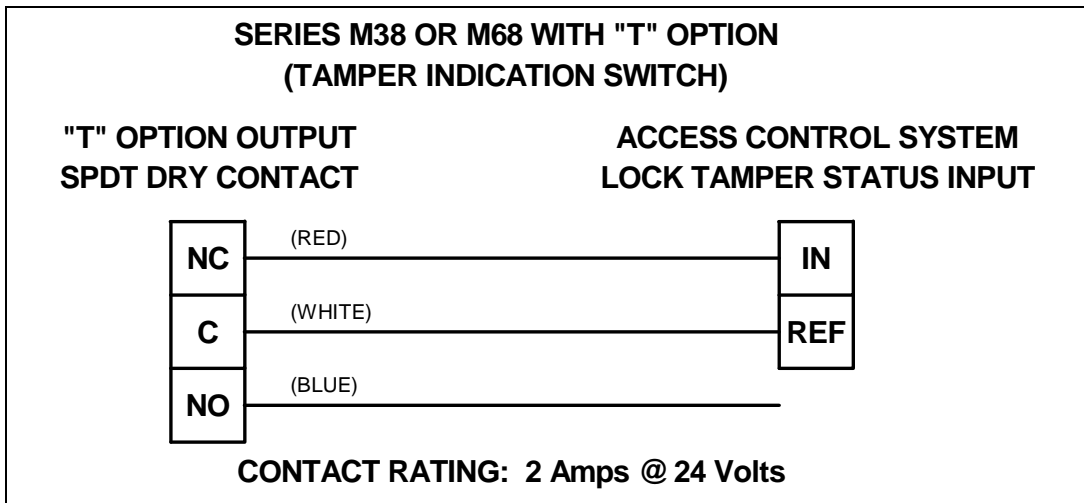 SERIES M38 OR M68 WITH "T" OPTION
(TAMPER INDICATION SWITCH)
"T" OPTION OUTPUT
SPDT DRY CONTACT
ACCESS CONTROL SYSTEM
LOCK TAMPER STATUS INPUT
NC (RED) IN
C (WHITE) REF
NO (BLUE)
CONTACT RATING: 2 Amps @ 24 Volts